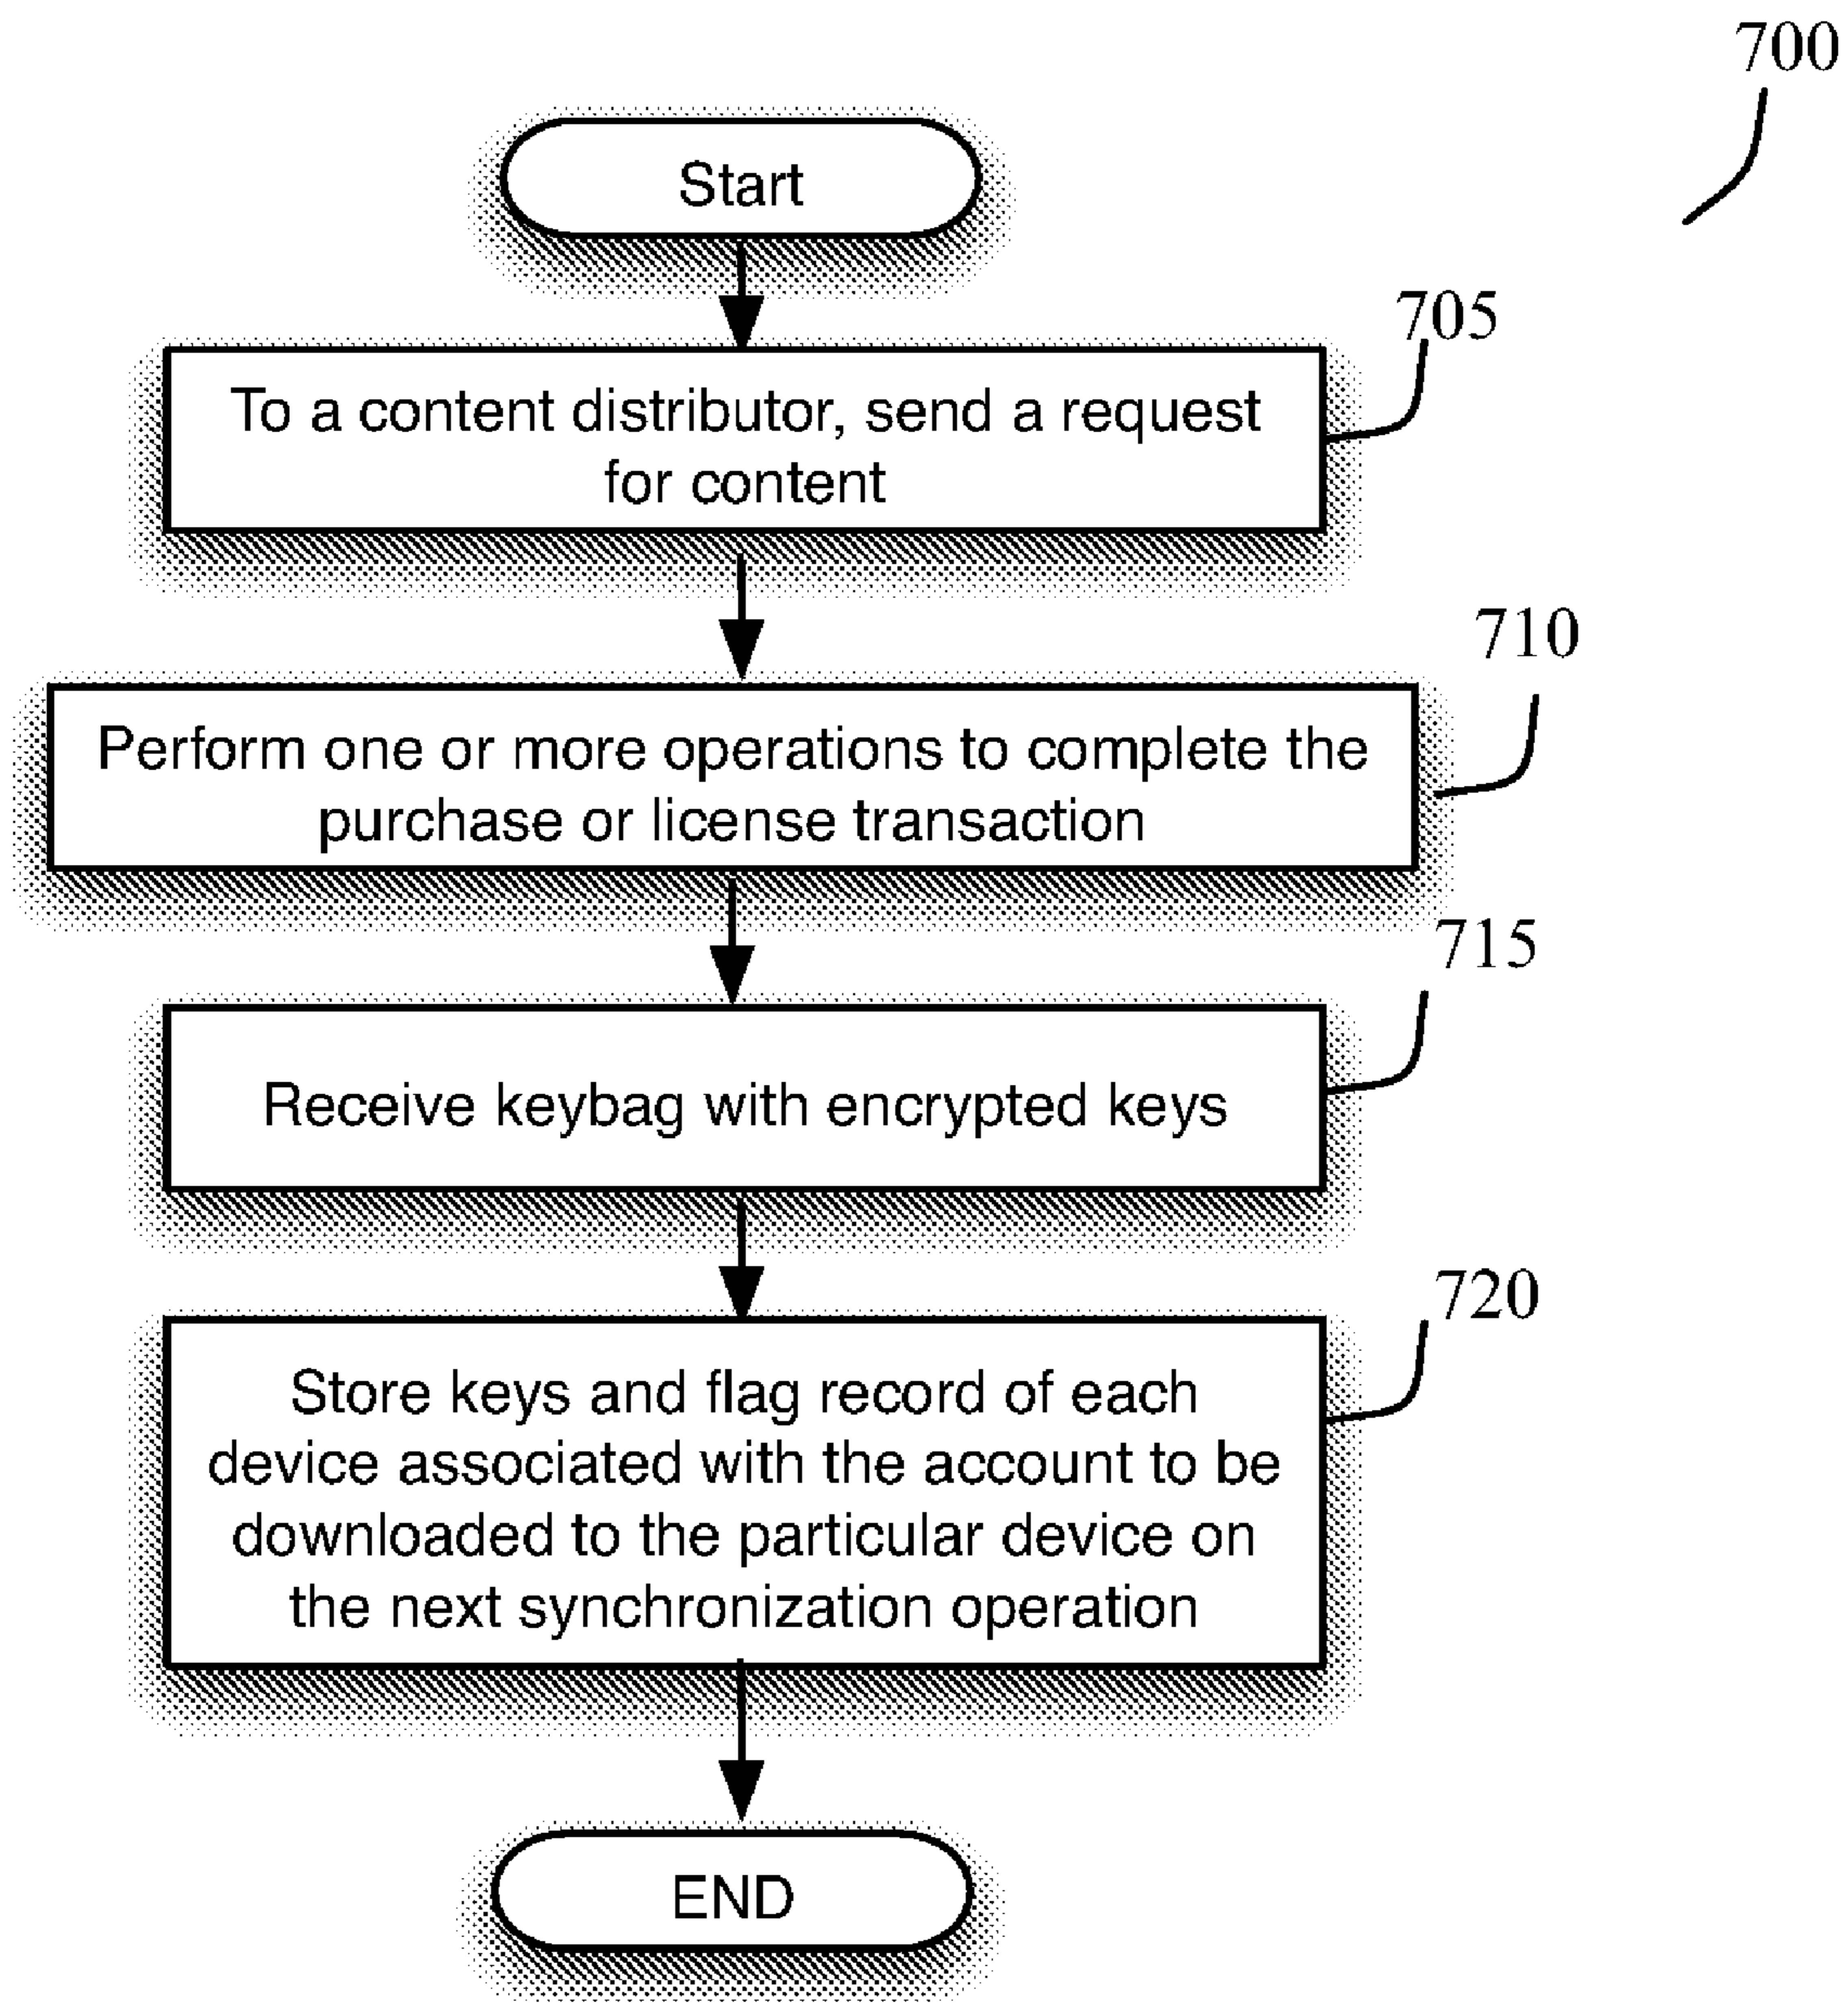 700
Start
705
To a content distributor, send a request
for content
710
Perform one or more operations to complete the
purchase or license transaction
715
Receive keybag with encrypted keys
720
Store keys and flag record of each
device associated with the account to be
downloaded to the particular device on
the next synchronization operation
END